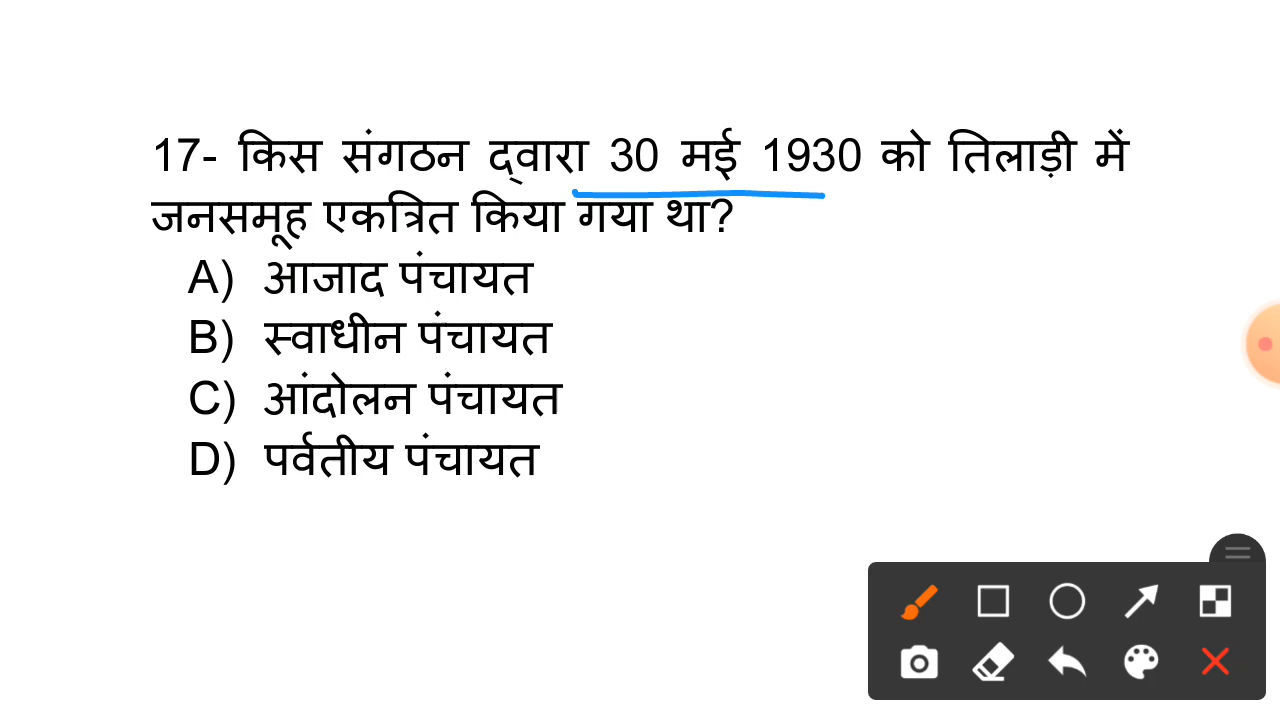 17- किस संगठन द्वारा 30 मई 1930 को तिलाड़ी में
जनसमूह एकत्रित किया गया था?
A) आजाद पंचायत
B) स्वाधीन पंचायत
C) आंदोलन पंचायत
D) पर्वतीय पंचायत